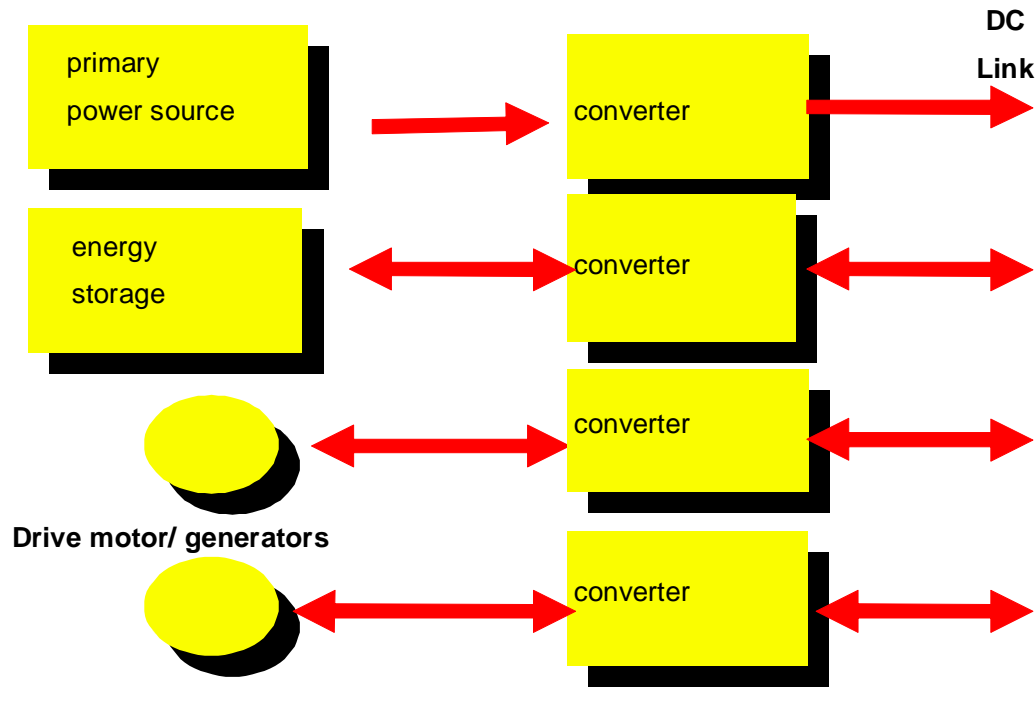 DC
Link
primary
power source
converter
energy
storage
converter
converter
Drive motor/ generators
converter